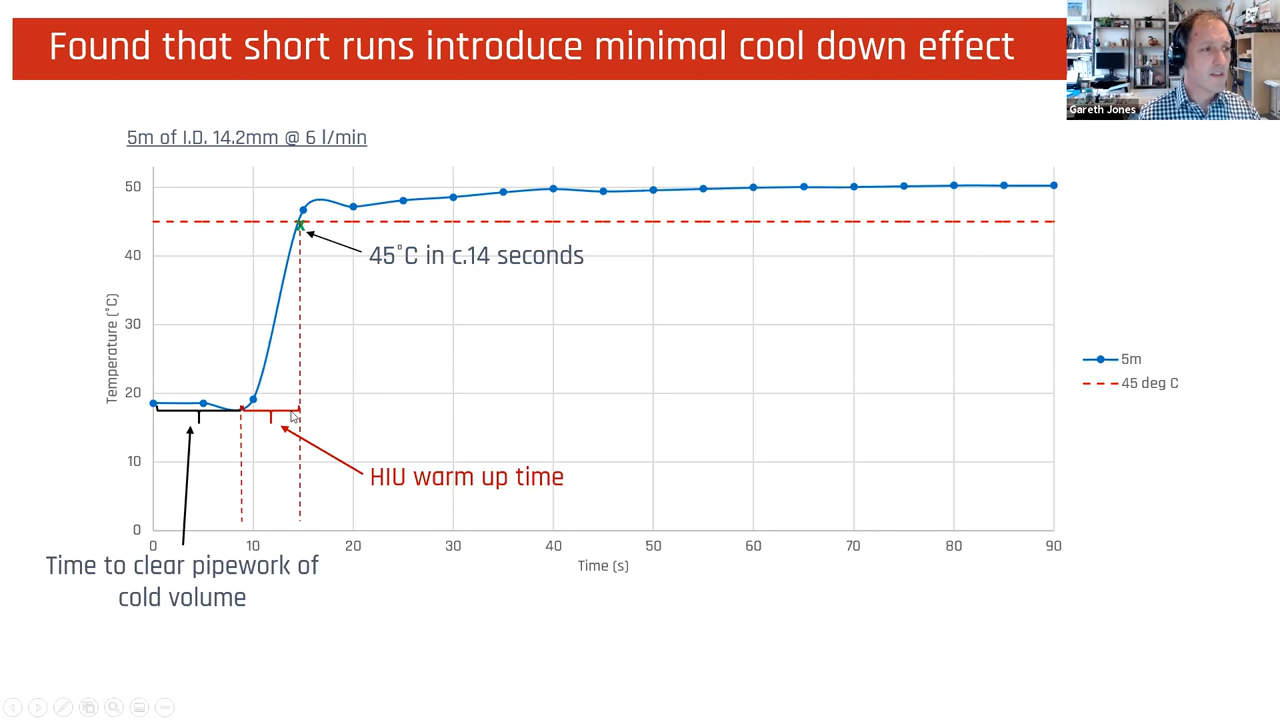 Found that short runs introduce minimal cool down effect
Gareth Jones
5m of I.D. 14.2mm @ 6 l/min
50
40
30
20
10
0
Temperature (°C)
45°C in c.14 seconds
HIU warm up time
5m
45 deg C
0 10 20 30 40 50 60 70 80 90
Time (s)
Time to clear pipework of
cold volume